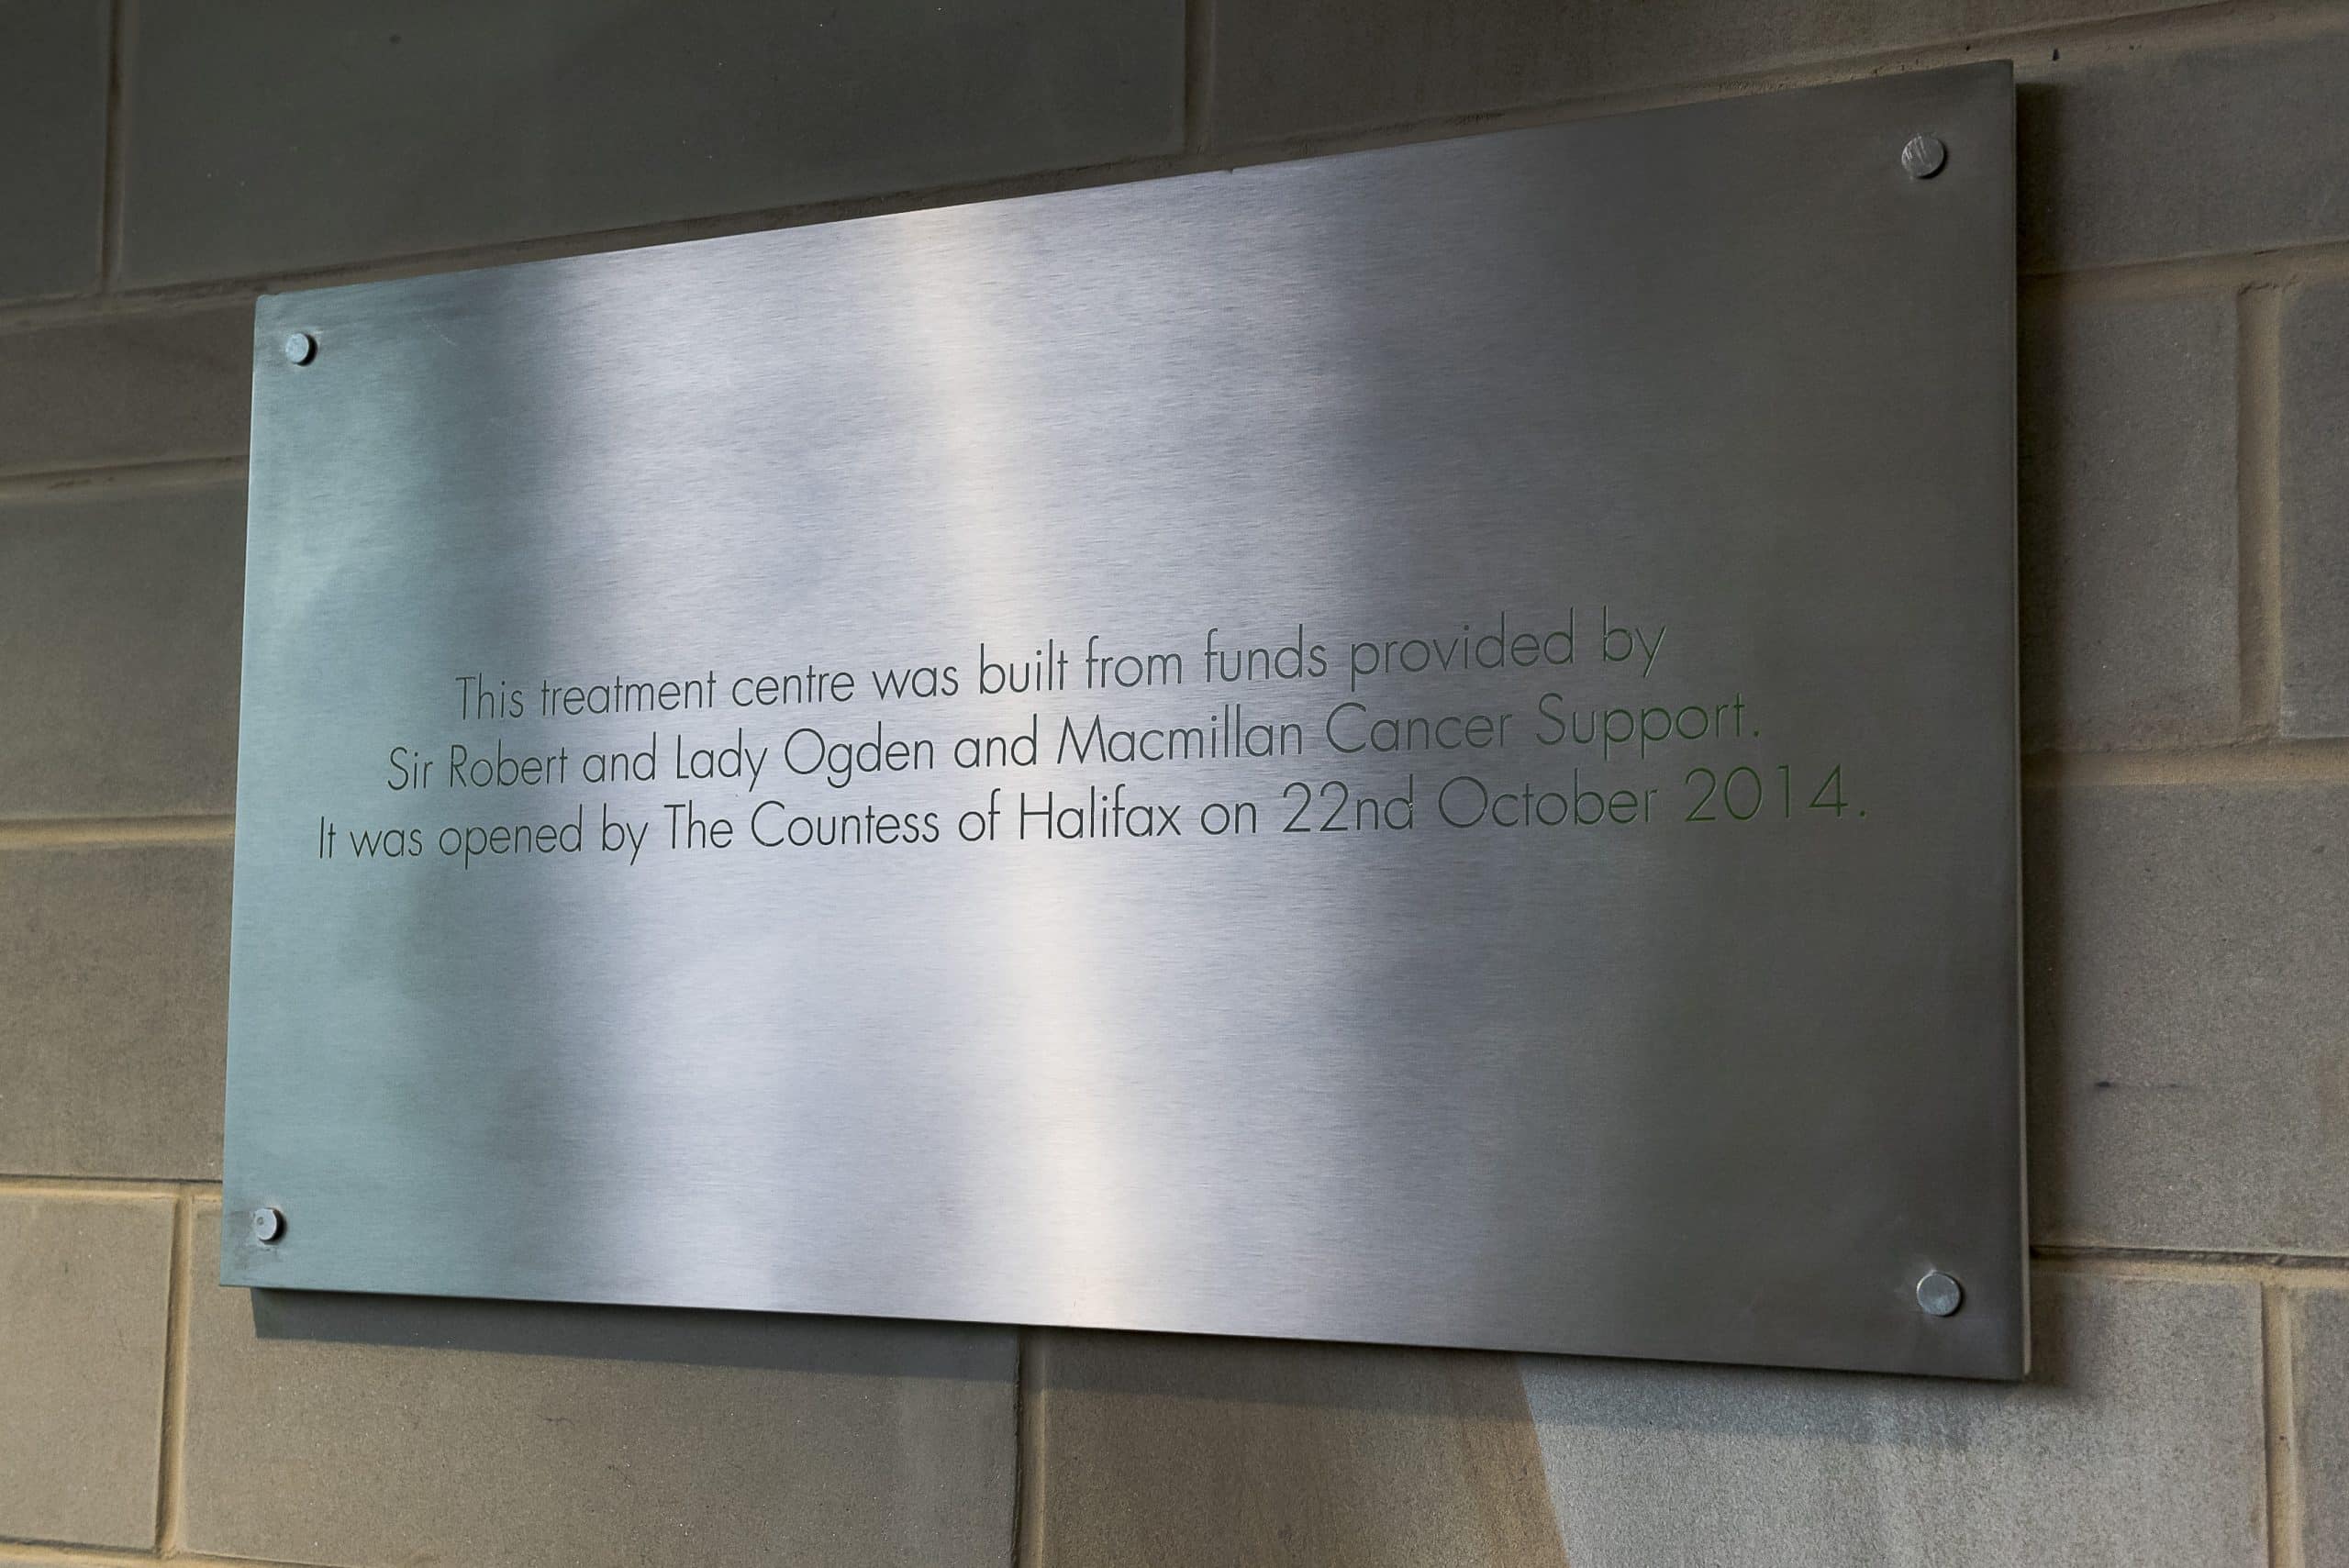 This treatment centre was built from funds provided by
Sir Robert and Lady Ogden and Macmillan Cancer Support.
It was opened by The Countess of Halifax on 22nd October 2014.